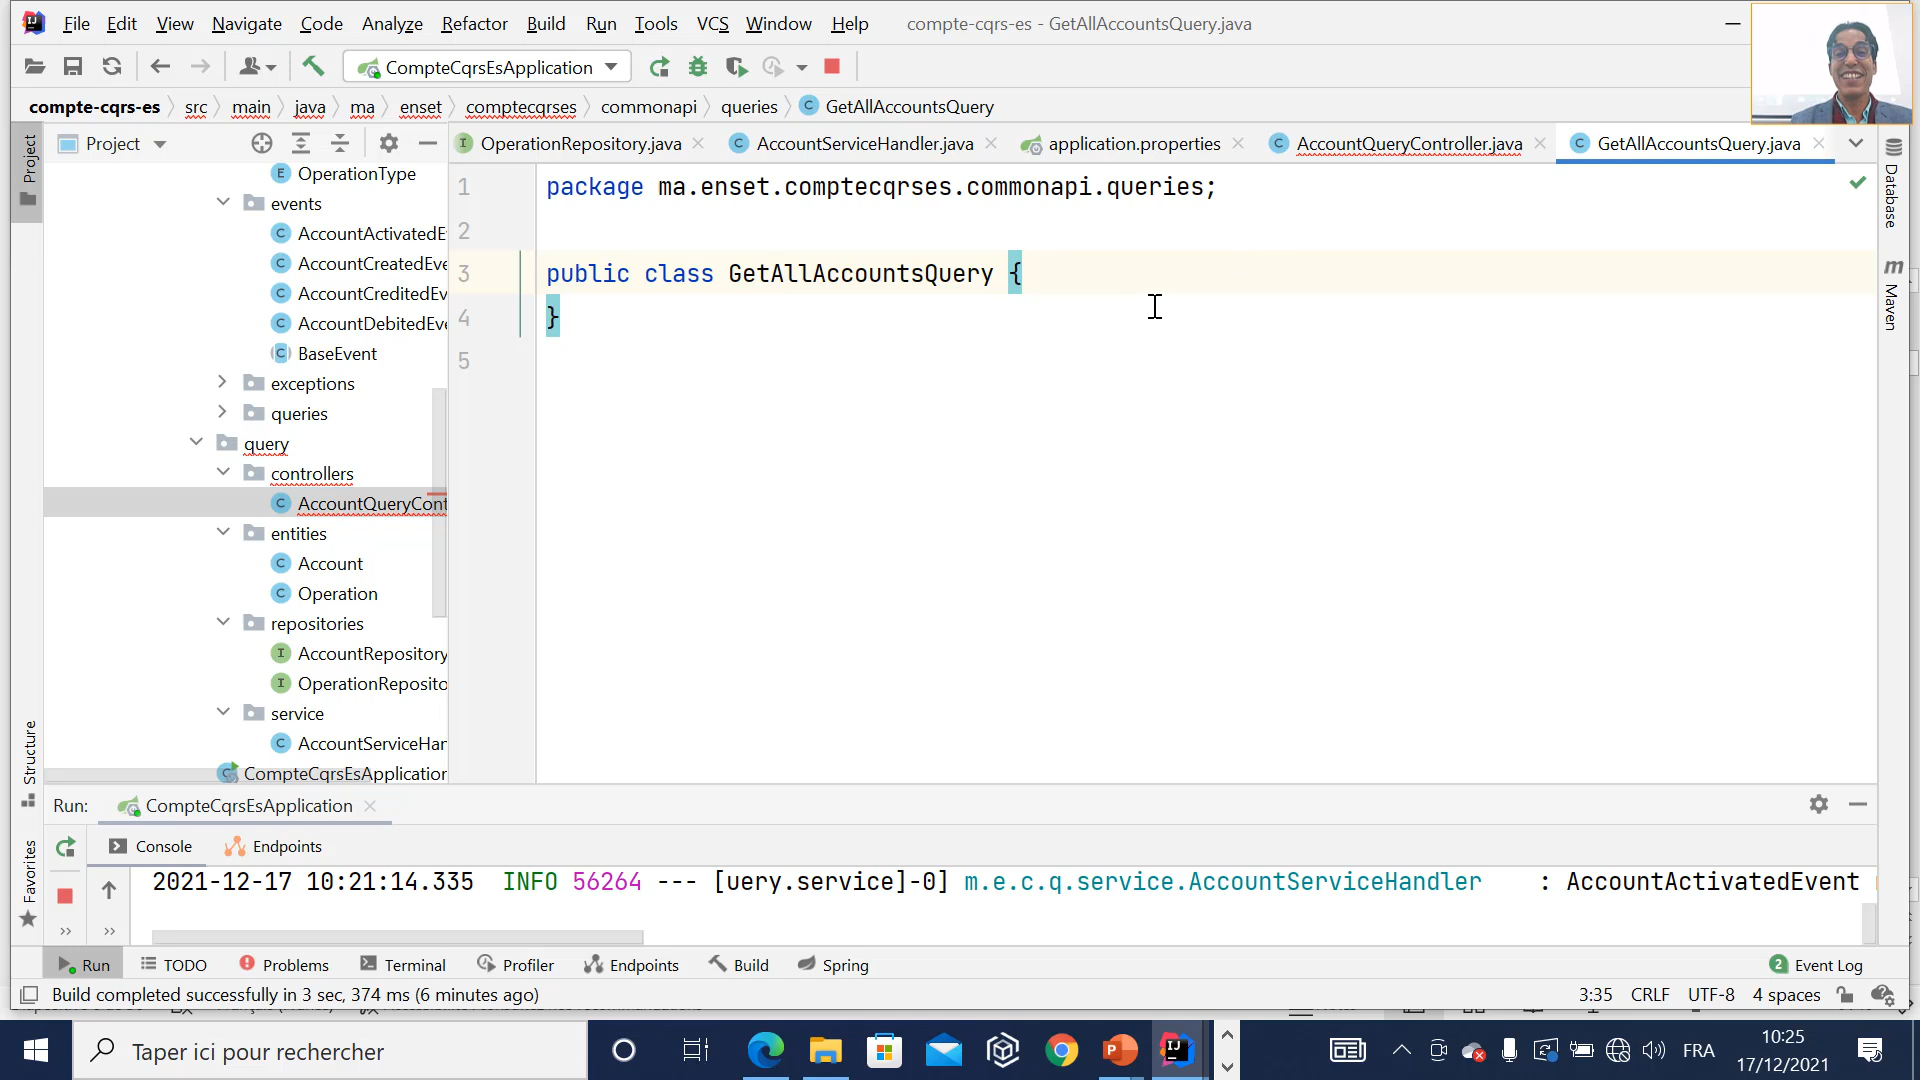 File Edit View Navigate Code Analyze Refactor Build Run Tools VCS Window Help compte-cqrs-es - GetAllAccountsQuery.java
CompteCqrsEsApplication
compte-cqrs-es src main java ma enset comptecqrses commonapi queries GetAllAccountsQuery
Project
OperationRepository.java AccountServiceHandler.java application.properties AccountQueryController.java GetAllAccountsQuery.java
Project
OperationType
events
AccountActivatedE
AccountCreatedEve
AccountCreditedEv
AccountDebitedEve
BaseEvent
exceptions
queries
query
controllers
AccountQueryCont
entities
Account
Operation
repositories
AccountRepository
OperationReposito
service
AccountServiceHar
CompteCqrsEsApplication
1 package ma.enset.comptecqrses.commonapi.queries;
2
3 public class GetAllAccountsQuery {
4 }
5
Database
m Maven
Structure
Favorites
Run: CompteCqrsEsApplication
Console Endpoints
2021-12-17 10:21:14.335 INFO 56264 --- [uery.service]-0] m.e.c.q.service.AccountServiceHandler : AccountActivatedEvent
Run TODO Problems Terminal Profiler Endpoints Build Spring 2 Event Log
Build completed successfully in 3 sec, 374 ms (6 minutes ago) 3:35 CRLF UTF-8 4 spaces
Taper ici pour rechercher
FRA
10:25
17/12/2021